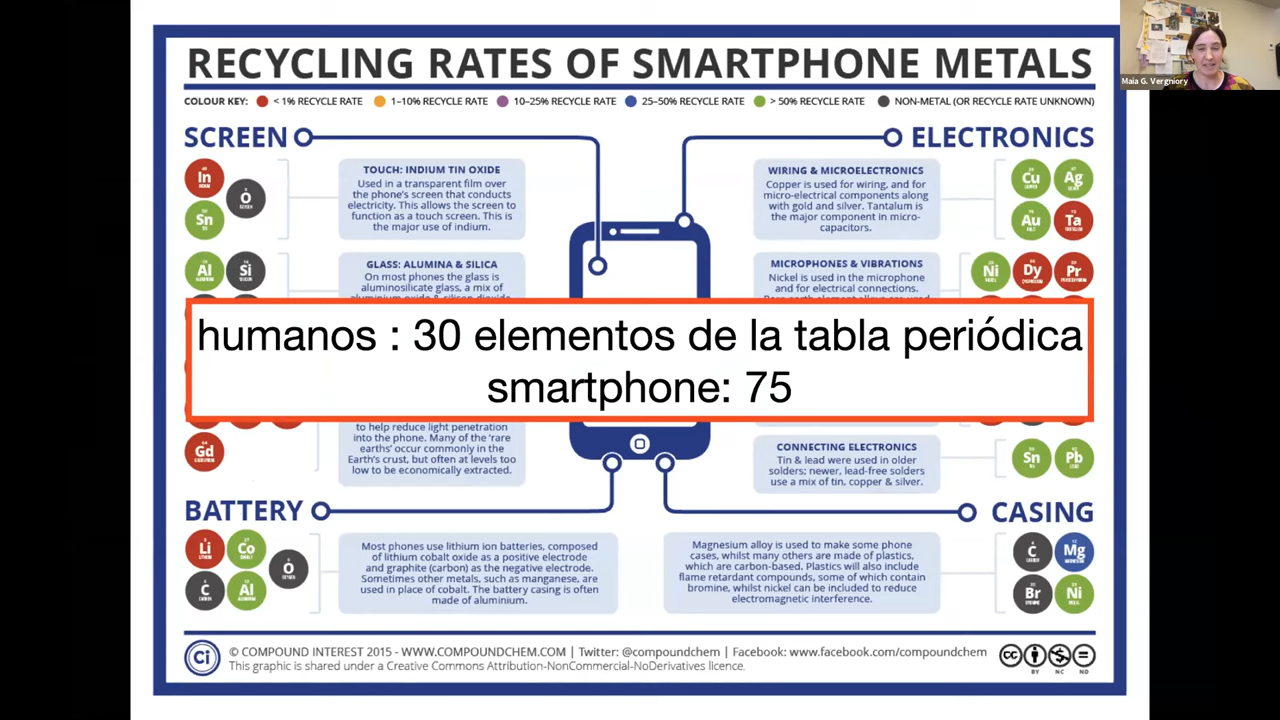 RECYCLING RATES OF SMARTPHONE METALS
Maia G. Vergniory
COLOUR KEY: < 1% RECYCLE RATE 1–10% RECYCLE RATE 10–25% RECYCLE RATE 25–50% RECYCLE RATE > 50% RECYCLE RATE NON-METAL (OR RECYCLE RATE UNKNOWN)
SCREEN
In
O
Sn
TOUCH: INDIUM TIN OXIDE
Used in a transparent film over
the phone's screen that conducts
electricity. This allows the screen to
function as a touch screen. This is
the major use of indium.
Al
Si
GLASS: ALUMINA & SILICA
On most phones the glass is
aluminosilicate glass, a mix of
aluminium oxide & silicon dioxide
ELECTRONICS
WIRING & MICROELECTRONICS
Copper is used for wiring, and for
micro-electrical components along
with gold and silver. Tantalum is
the major component in micro-
capacitors.
Cu
Ag
Au
Ta
MICROPHONES & VIBRATIONS
Nickel is used in the microphone
and for electrical connections.
Ni
Dy
Pr
humanos : 30 elementos de la tabla periódica
smartphone: 75
Gd
to help reduce light penetration
into the phone. Many of the 'rare
earths' occur commonly in the
Earth's crust, but often at levels too
low to be economically extracted.
CONNECTING ELECTRONICS
Tin & lead were used in older
solders; newer, lead-free solders
use a mix of tin, copper & silver.
Sn
Pb
BATTERY
Li
Co
O
C
Al
Most phones use lithium ion batteries, composed
of lithium cobalt oxide as a positive electrode
and graphite (carbon) as the negative electrode.
Sometimes other metals, such as manganese, are
used in place of cobalt. The battery casing is often
made of aluminium.
CASING
Magnesium alloy is used to make some phone
cases, whilst many others are made of plastics,
which are carbon-based. Plastics will also include
flame retardant compounds, some of which contain
bromine, whilst nickel can be included to reduce
electromagnetic interference.
C
Mg
Br
Ni
Ci
© COMPOUND INTEREST 2015 - WWW.COMPOUNDCHEM.COM | Twitter: @compoundchem | Facebook: www.facebook.com/compoundchem
This graphic is shared under a Creative Commons Attribution-NonCommercial-NoDerivatives licence.
cc
BY NC ND